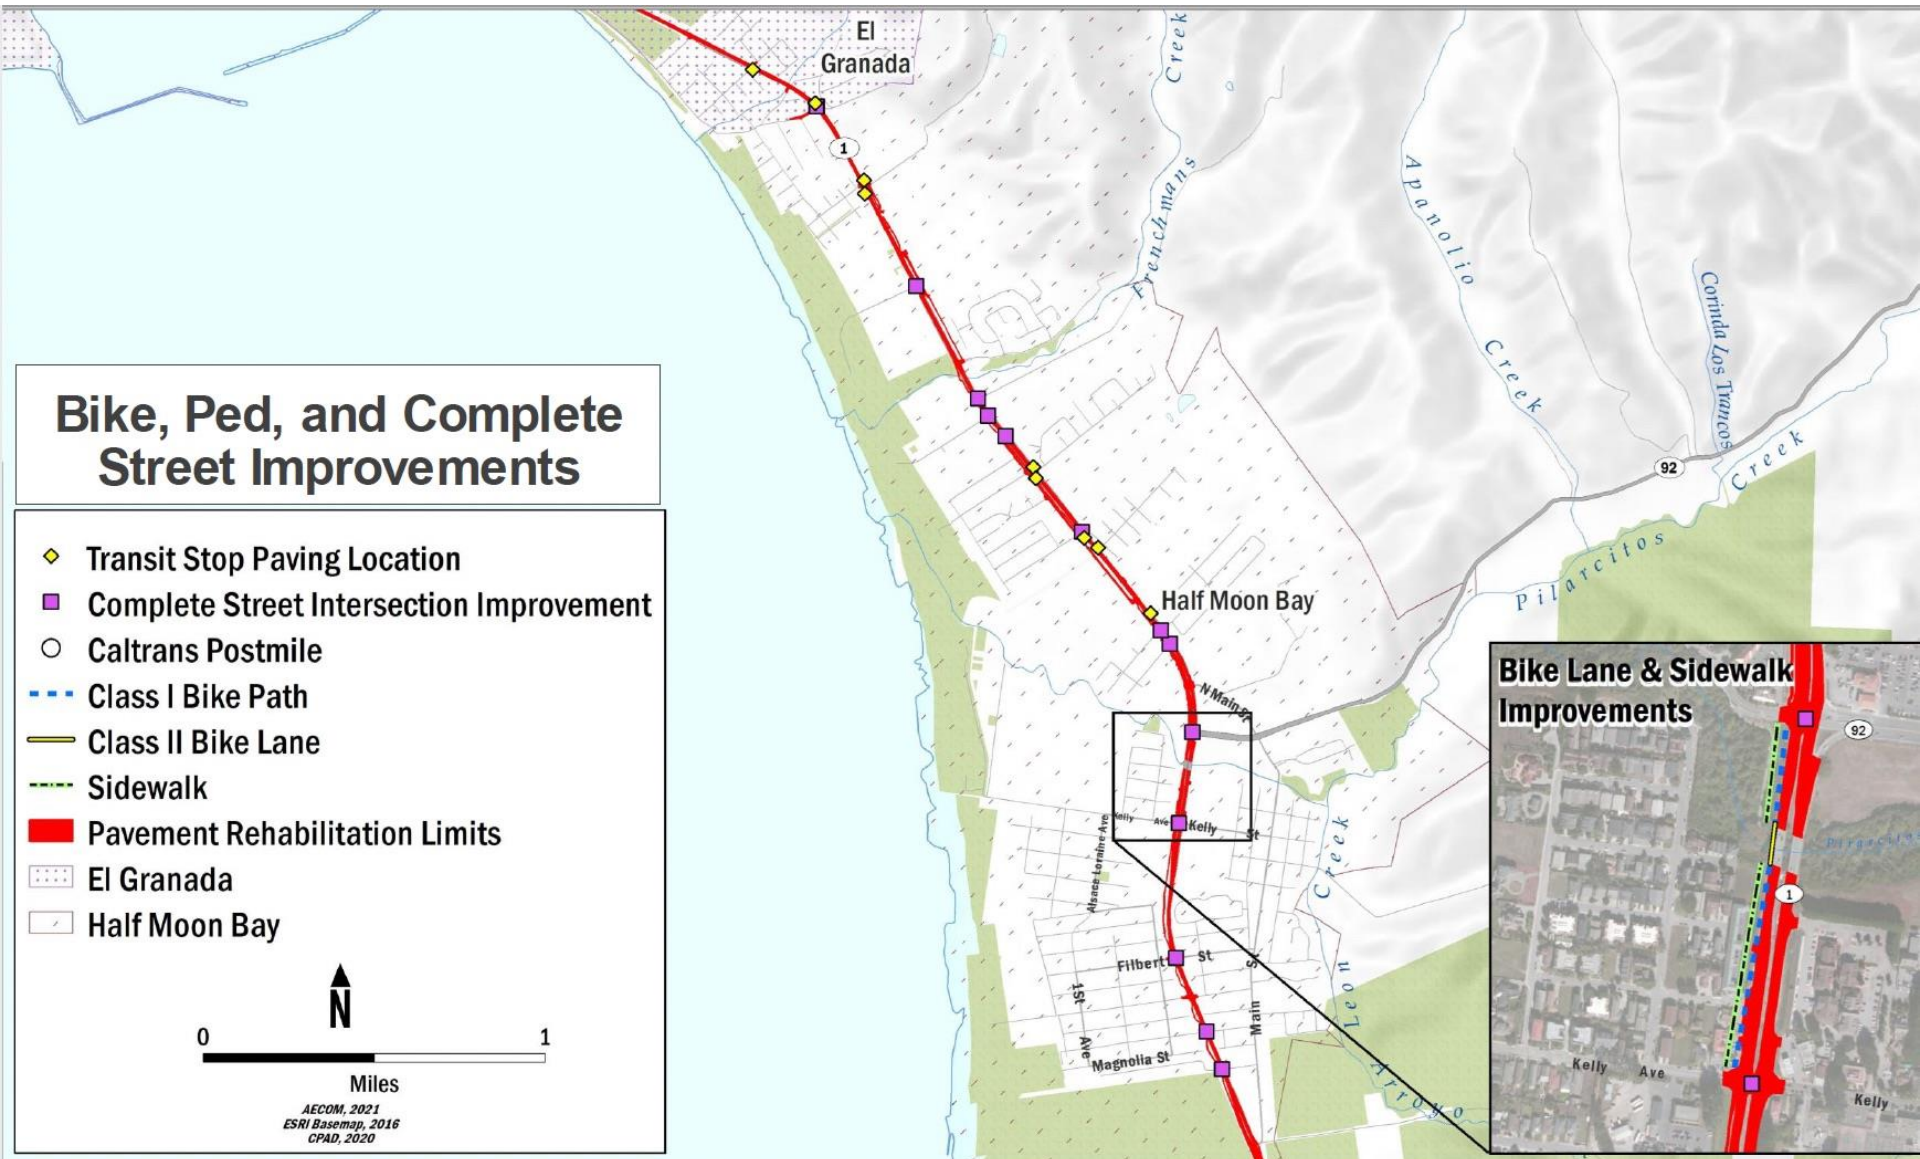 El
Granada
Creek
1
Frenchmans
Apanolio
Creek
Corinda Los Trancos
Creek
92
Pilarcitos
Bike, Ped, and Complete
Street Improvements
Transit Stop Paving Location
Complete Street Intersection Improvement
Caltrans Postmile
Class I Bike Path
Class II Bike Lane
Sidewalk
Pavement Rehabilitation Limits
El Granada
Half Moon Bay
N
0 1
Miles
AECOM, 2021
ESRI Basemap, 2016
CPAD, 2020
Half Moon Bay
N Main St
Kelly Ave Kelly St
Alsace Loraine Ave
Creek
Filbert St
St
1St
Ave
Main
Leon
Magnolia St
Arroyo
Bike Lane & Sidewalk
Improvements
92
1
Kelly Ave
Kelly